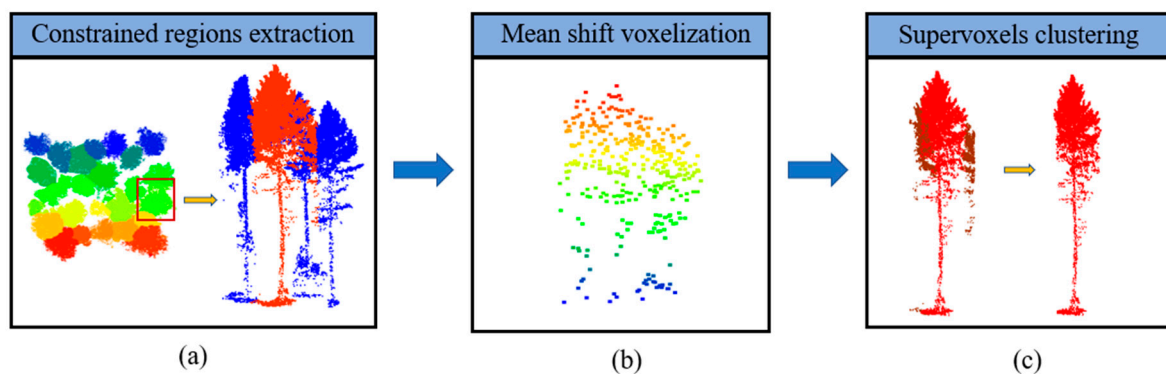 Constrained regions extraction
Mean shift voxelization
Supervoxels clustering
(a)
(b)
(c)